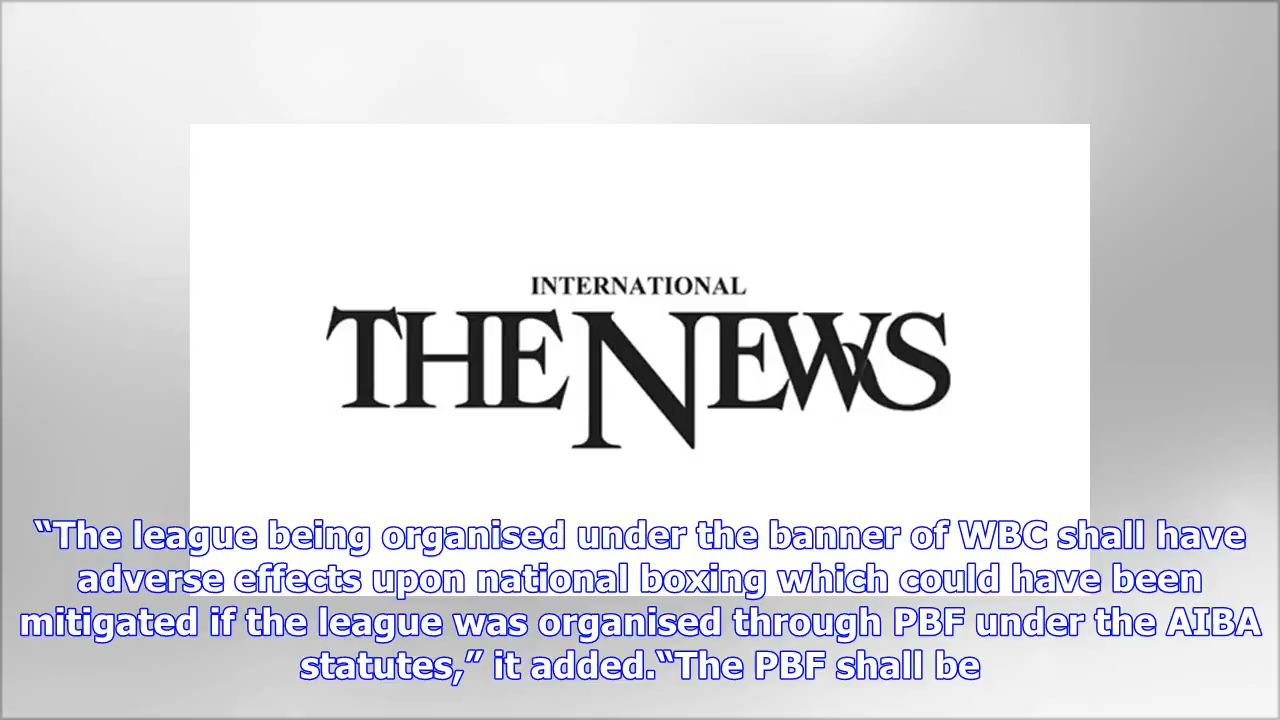 INTERNATIONAL
THE NEWS
“The league being organised under the banner of WBC shall have
adverse effects upon national boxing which could have been
mitigated if the league was organised through PBF under the AIBA
statutes,” it added.“The PBF shall be